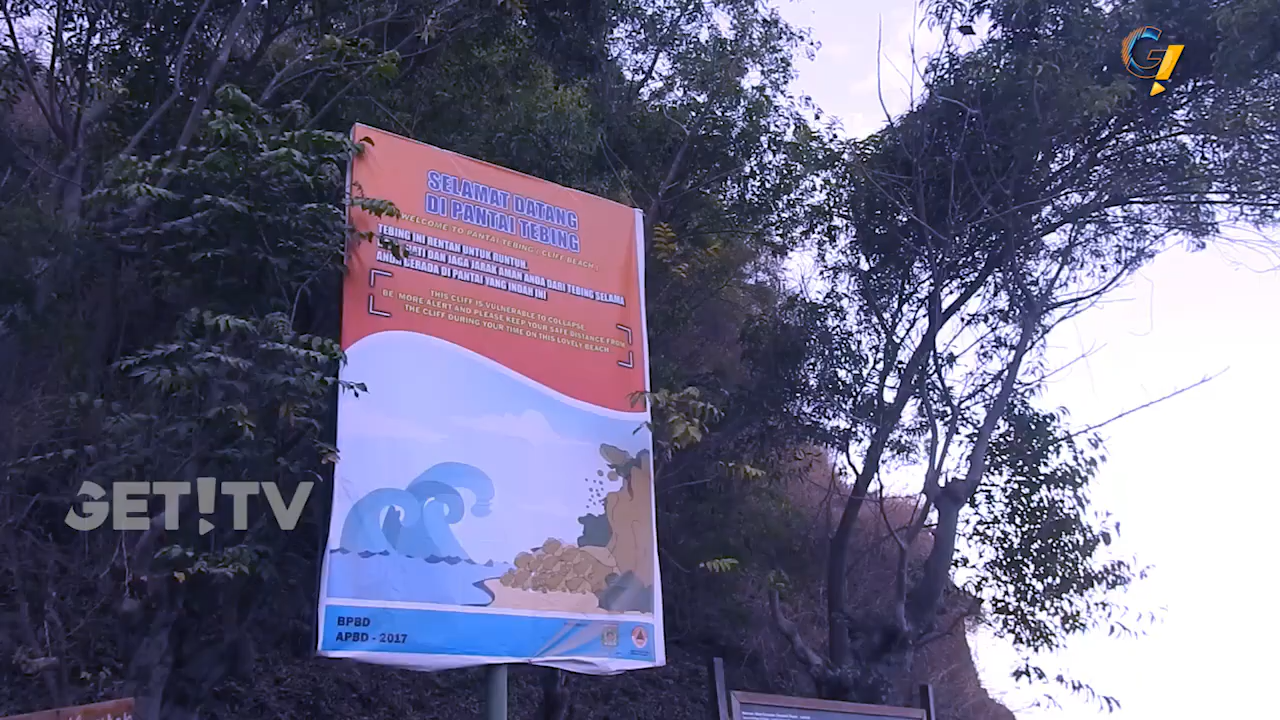 SELAMAT DATANG
DI PANTAI TEBING
WELCOME TO PANTAI TEBING / CLIFF BEACH /
TEBING INI RENTAN UNTUK RUNTUH.
DAN JAGA JARAK AMAN ANDA DARI TEBING SELAMA
ANDA BERADA DI PANTAI YANG INDAH INI
THIS CLIFF IS VULNERABLE TO COLLAPSE.
BE MORE ALERT AND PLEASE KEEP YOUR SAFE DISTANCE FROM
THE CLIFF DURING YOUR TIME ON THIS LOVELY BEACH
GET!TV
BPBD
APBD - 2017
G!